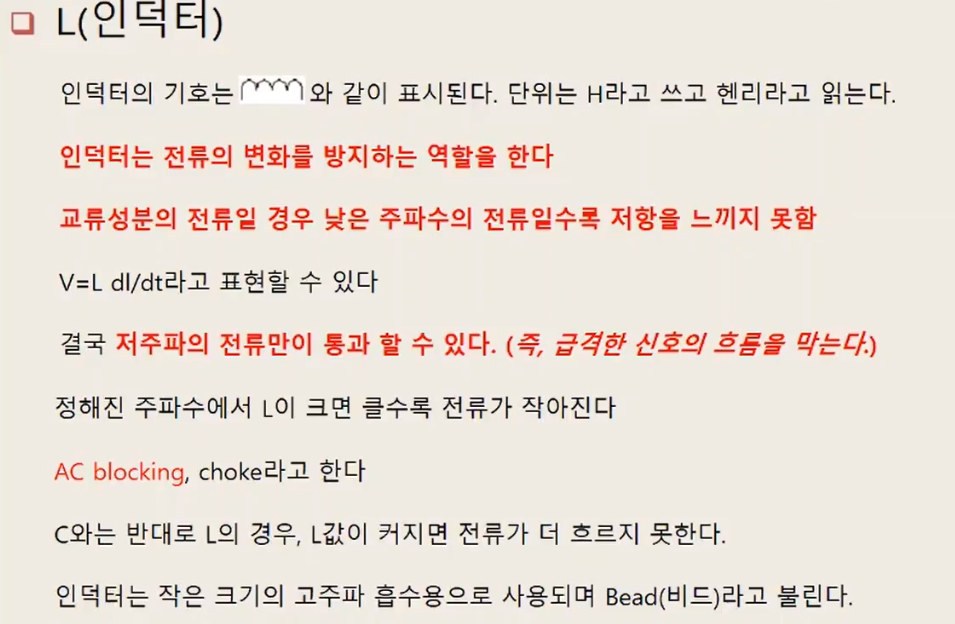 L(인덕터)
인덕터의 기호는 와 같이 표시된다. 단위는 H라고 쓰고 헨리라고 읽는다.
인덕터는 전류의 변화를 방지하는 역할을 한다
교류성분의 전류일 경우 낮은 주파수의 전류일수록 저항을 느끼지 못함
V=L dI/dt라고 표현할 수 있다
결국 저주파의 전류만이 통과 할 수 있다. (즉, 급격한 신호의 흐름을 막는다.)
정해진 주파수에서 L이 크면 클수록 전류가 작아진다
AC blocking, choke라고 한다
C와는 반대로 L의 경우, L값이 커지면 전류가 더 흐르지 못한다.
인덕터는 작은 크기의 고주파 흡수용으로 사용되며 Bead(비드)라고 불린다.